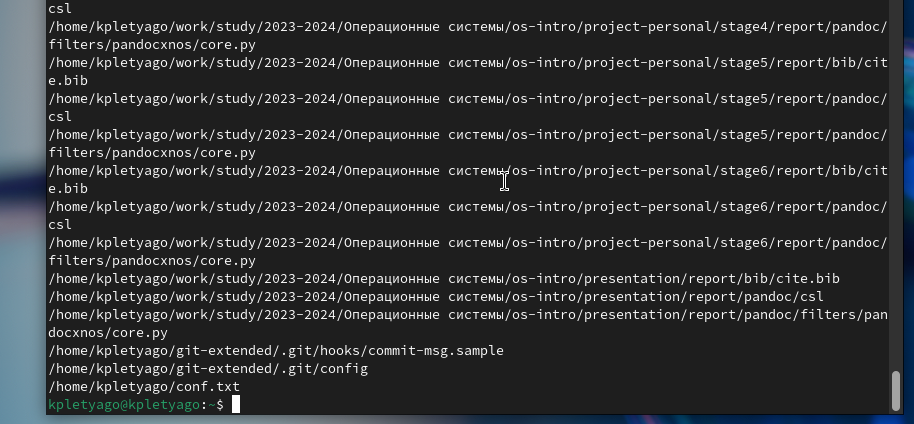 csl
/home/kpletyago/work/study/2023-2024/Операционные системы/os-intro/project-personal/stage4/report/pandoc/
filters/pandocxnos/core.py
/home/kpletyago/work/study/2023-2024/Операционные системы/os-intro/project-personal/stage5/report/bib/cit
e.bib
/home/kpletyago/work/study/2023-2024/Операционные системы/os-intro/project-personal/stage5/report/pandoc/
csl
/home/kpletyago/work/study/2023-2024/Операционные системы/os-intro/project-personal/stage5/report/pandoc/
filters/pandocxnos/core.py
/home/kpletyago/work/study/2023-2024/Операционные системы/os-intro/project-personal/stage6/report/bib/cit
e.bib
/home/kpletyago/work/study/2023-2024/Операционные системы/os-intro/project-personal/stage6/report/pandoc/
csl
/home/kpletyago/work/study/2023-2024/Операционные системы/os-intro/project-personal/stage6/report/pandoc/
filters/pandocxnos/core.py
/home/kpletyago/work/study/2023-2024/Операционные системы/os-intro/presentation/report/bib/cite.bib
/home/kpletyago/work/study/2023-2024/Операционные системы/os-intro/presentation/report/pandoc/csl
/home/kpletyago/work/study/2023-2024/Операционные системы/os-intro/presentation/report/pandoc/filters/pan
docxnos/core.py
/home/kpletyago/git-extended/.git/hooks/commit-msg.sample
/home/kpletyago/git-extended/.git/config
/home/kpletyago/conf.txt
kpletyago@kpletyago:~$